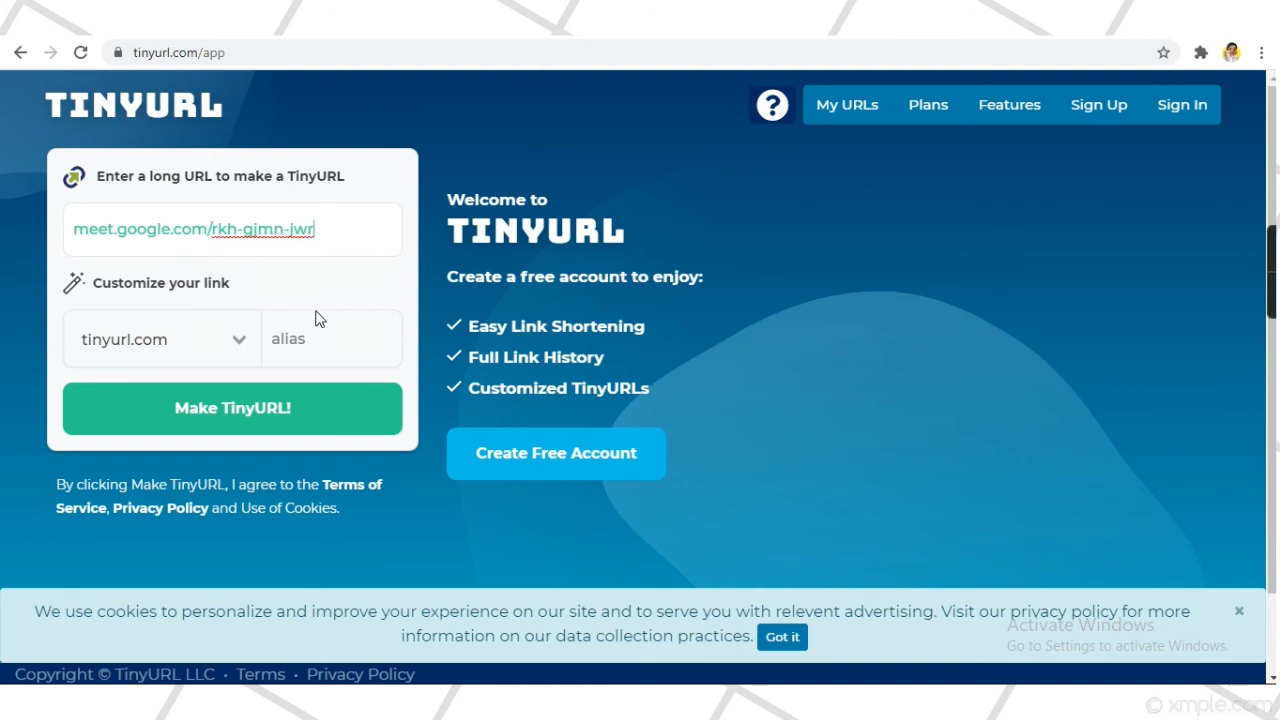 tinyurl.com/app
TINYURL
?
My URLs
Plans
Features
Sign Up
Sign In
Enter a long URL to make a TinyURL
meet.google.com/rkh-gjmn-jwr
Customize your link
tinyurl.com
alias
Make TinyURL!
By clicking Make TinyURL, I agree to the Terms of
Service, Privacy Policy and Use of Cookies.
Welcome to
TINYURL
Create a free account to enjoy:
Easy Link Shortening
Full Link History
Customized TinyURLs
Create Free Account
We use cookies to personalize and improve your experience on our site and to serve you with relevent advertising. Visit our privacy policy for more
information on our data collection practices. Got it
×
Activate Windows
Go to Settings to activate Windows.
Copyright © TinyURL LLC • Terms • Privacy Policy
© xmple.com